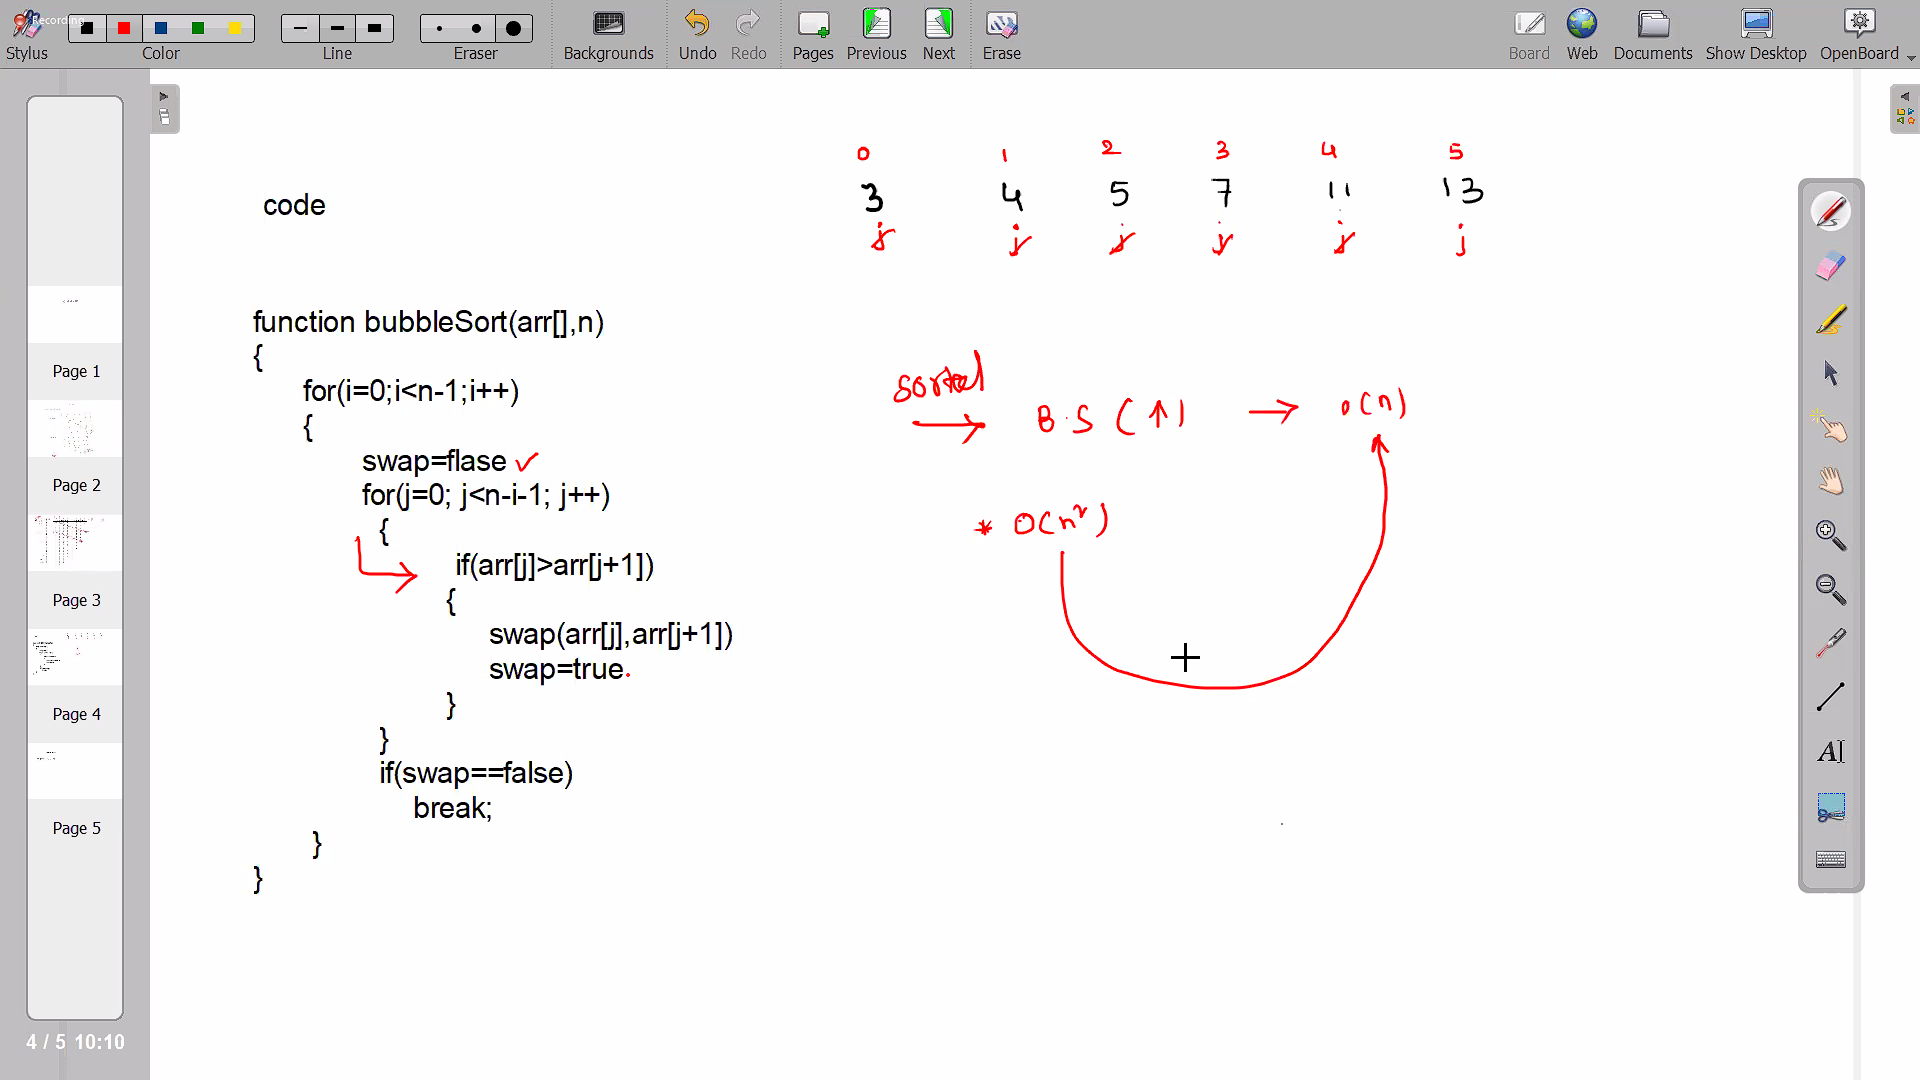 Recording
Stylus
Color
Line
Eraser
Backgrounds
Undo
Redo
Pages
Previous
Next
Erase
Board
Web
Documents
Show Desktop
OpenBoard
Page 1
Page 2
Page 3
Page 4
Page 5
4 / 5 10:10
0 1 2 3 4 5
3 4 5 7 11 13
j j j j j j
code
function bubbleSort(arr[],n)
{
for(i=0;i<n-1;i++)
{
swap=flase ✓
for(j=0; j<n-i-1; j++)
{
if(arr[j]>arr[j+1])
{
swap(arr[j],arr[j+1])
swap=true
}
}
if(swap==false)
break;
}
}
sorted
→ B.S (↑) → O(n)
* O(n²)
AI